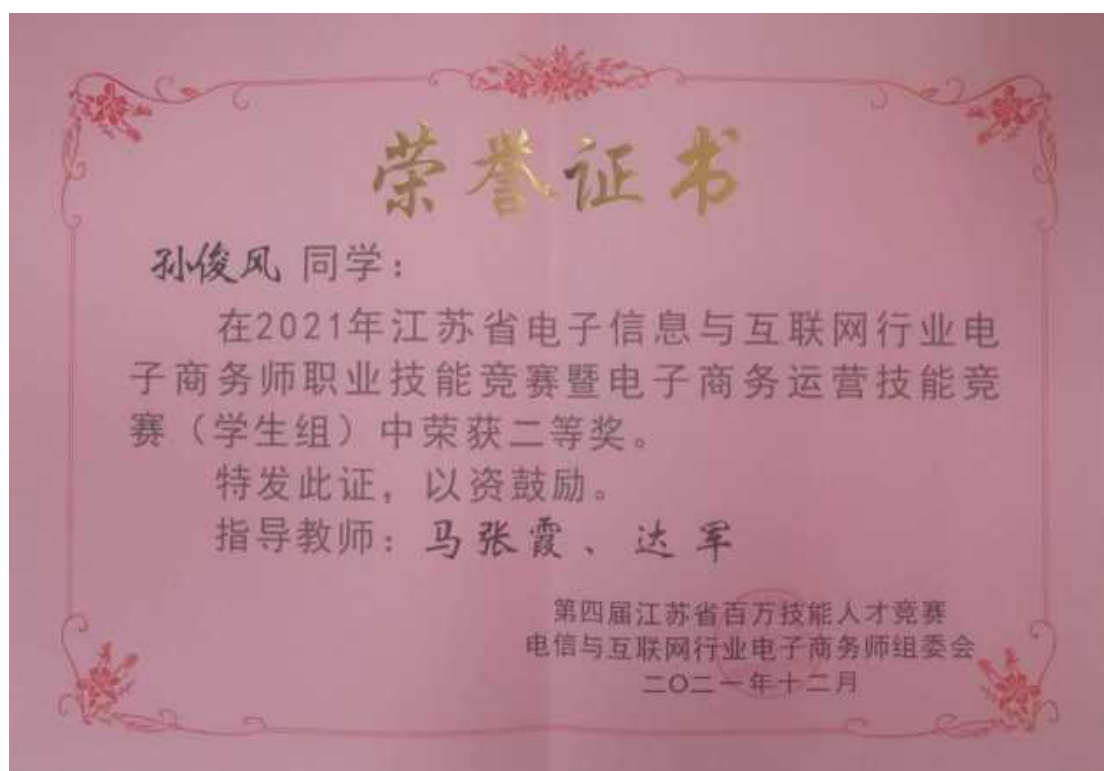 荣誉证书
孙俊风 同学：
在2021年江苏省电子信息与互联网行业电
子商务师职业技能竞赛暨电子商务运营技能竞
赛（学生组）中荣获二等奖。
特发此证，以资鼓励。
指导教师：马张霞、达军
第四届江苏省百万技能人才竞赛
电信与互联网行业电子商务师组委会
二〇二一年十二月